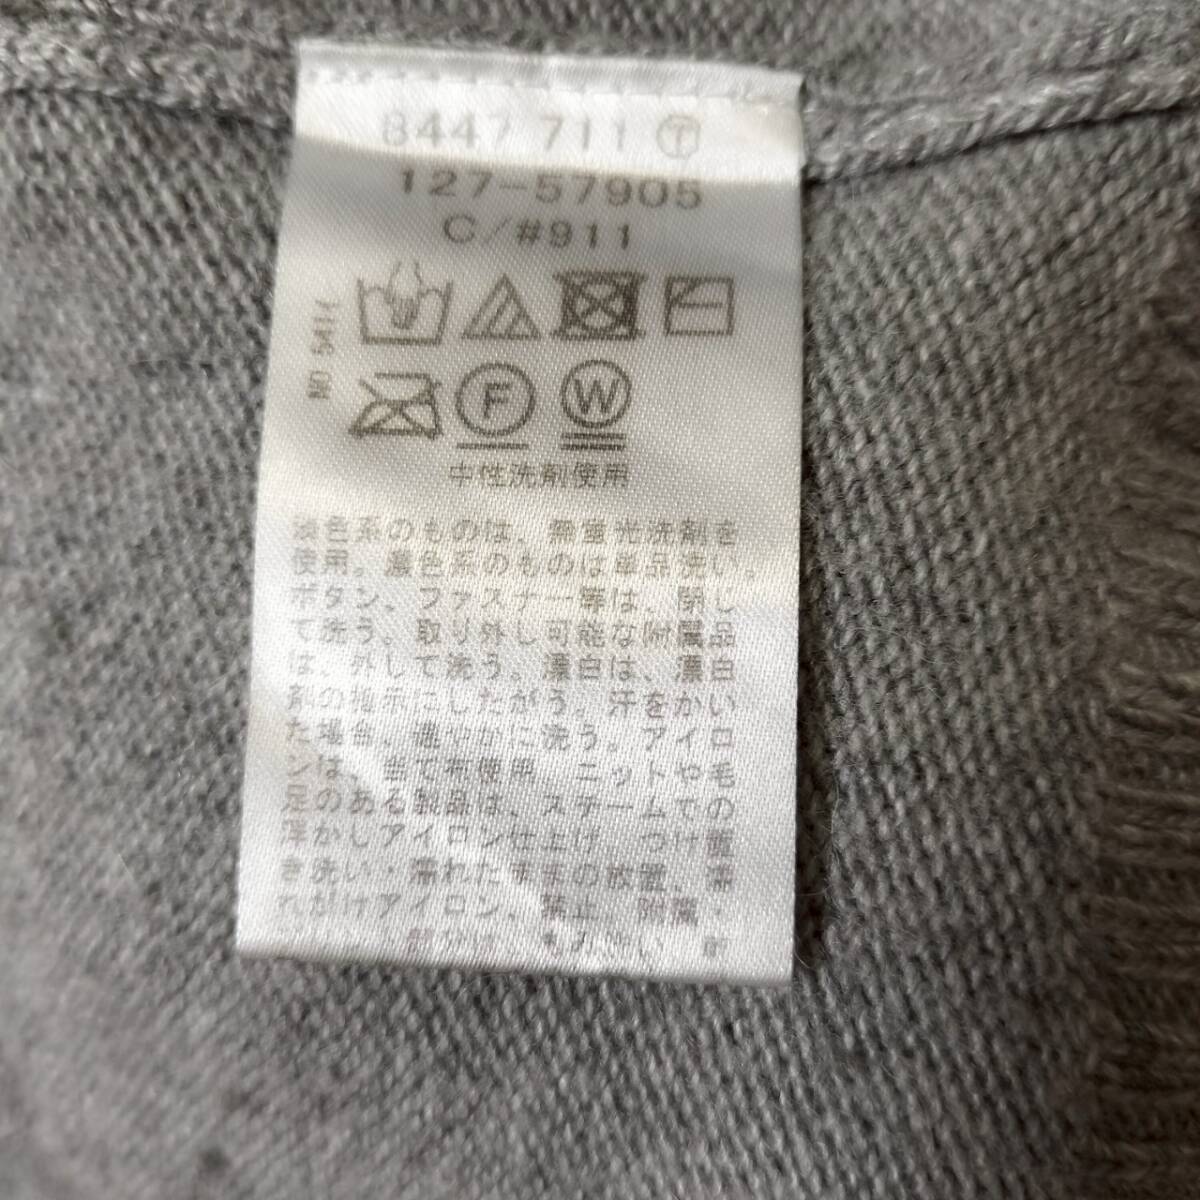 8447 711 Ⓣ
127-57905
C/#911
NO 5414
F
W
中性洗剤使用
淡色系のものは、無蛍光洗剤を
使用。濃色系のものは単品洗い。
ボタン、ファスナー等は、閉じ
て洗う。取り外し可能な附属品
は、外して洗う。漂白は、漂白
剤の指示にしたがう。汗をかい
た場合、速やかに洗う。アイロ
ンは、当て布使用 ニットや毛
足のある製品は、スチームでの
浮かしアイロン仕上げ つけ置
き洗い・濡れたままの放置、濡
れがけアイロン、禁止。附属・